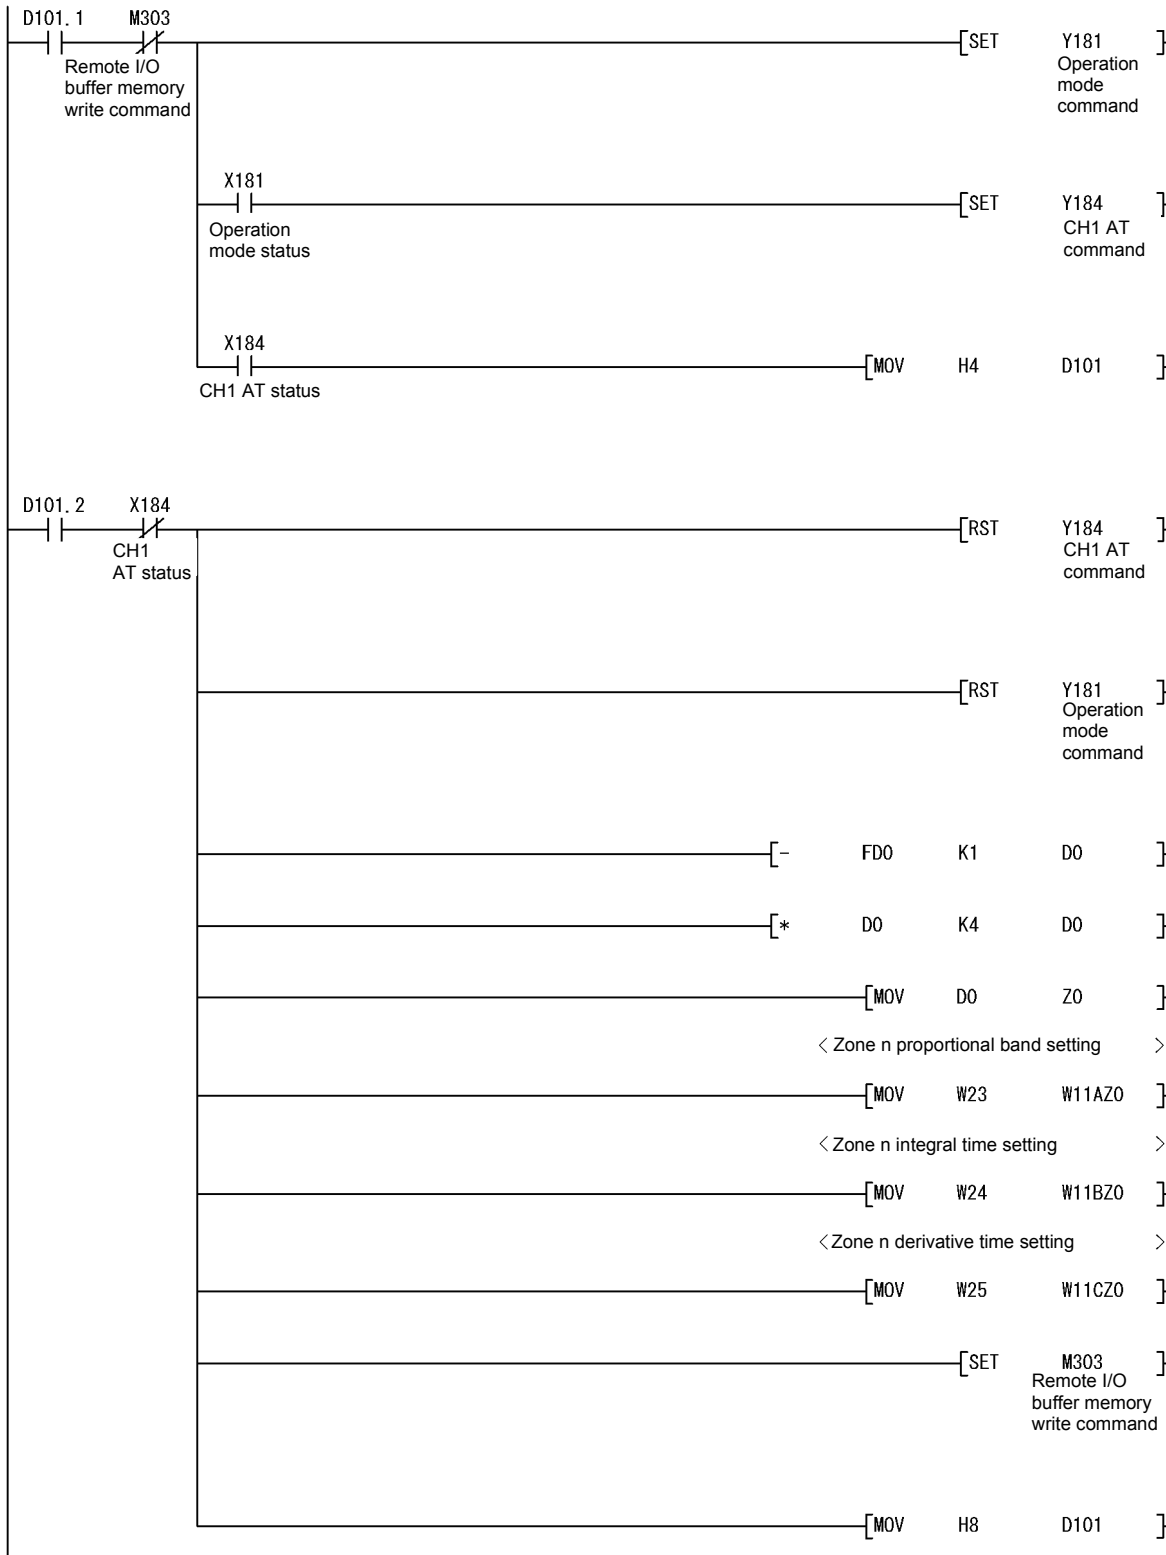 D101. 1 M303
[SET Y181 ]
Remote I/O
buffer memory
write command
Operation
mode
command
X181
[SET Y184 ]
Operation
mode status
CH1 AT
command
X184
[MOV H4 D101 ]
CH1 AT status
D101. 2 X184
[RST Y184 ]
CH1
AT status
CH1 AT
command
[RST Y181 ]
Operation
mode
command
[- FD0 K1 D0 ]
[* D0 K4 D0 ]
[MOV D0 Z0 ]
< Zone n proportional band setting >
[MOV W23 W11AZ0 ]
< Zone n integral time setting >
[MOV W24 W11BZ0 ]
< Zone n derivative time setting >
[MOV W25 W11CZ0 ]
[SET M303 ]
Remote I/O
buffer memory
write command
[MOV H8 D101 ]